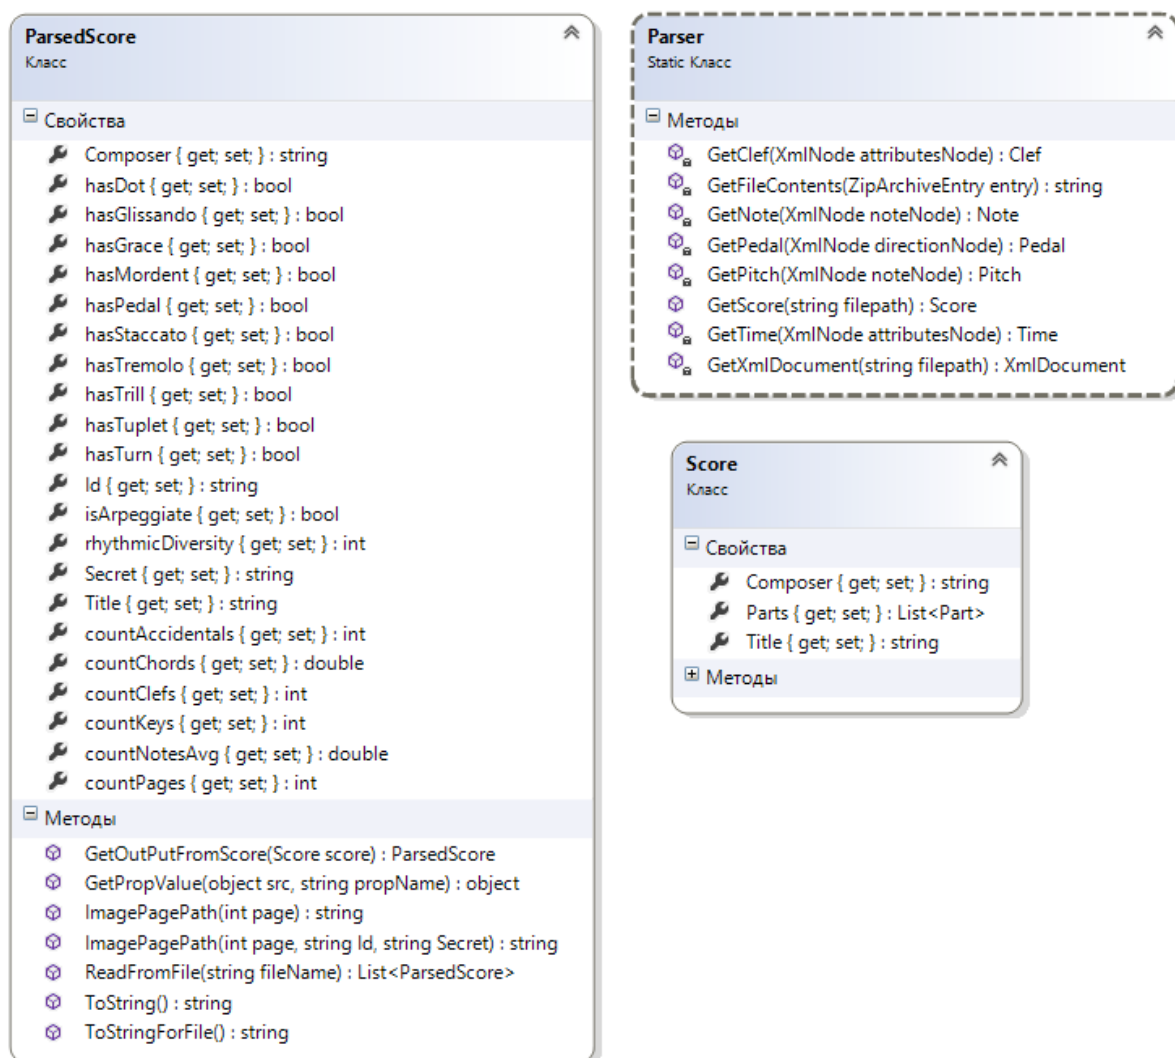 ParsedScore
Класс
Свойства
Composer { get; set; } : string
hasDot { get; set; } : bool
hasGlissando { get; set; } : bool
hasGrace { get; set; } : bool
hasMordent { get; set; } : bool
hasPedal { get; set; } : bool
hasStaccato { get; set; } : bool
hasTremolo { get; set; } : bool
hasTrill { get; set; } : bool
hasTuplet { get; set; } : bool
hasTurn { get; set; } : bool
Id { get; set; } : string
isArpeggiate { get; set; } : bool
rhythmicDiversity { get; set; } : int
Secret { get; set; } : string
Title { get; set; } : string
countAccidentals { get; set; } : int
countChords { get; set; } : double
countClefs { get; set; } : int
countKeys { get; set; } : int
countNotesAvg { get; set; } : double
countPages { get; set; } : int
Методы
GetOutPutFromScore(Score score) : ParsedScore
GetPropValue(object src, string propName) : object
ImagePagePath(int page) : string
ImagePagePath(int page, string Id, string Secret) : string
ReadFromFile(string fileName) : List<ParsedScore>
ToString() : string
ToStringForFile() : string
Parser
Static Класс
Методы
GetClef(XmlNode attributesNode) : Clef
GetFileContents(ZipArchiveEntry entry) : string
GetNote(XmlNode noteNode) : Note
GetPedal(XmlNode directionNode) : Pedal
GetPitch(XmlNode noteNode) : Pitch
GetScore(string filepath) : Score
GetTime(XmlNode attributesNode) : Time
GetXmlDocument(string filepath) : XmlDocument
Score
Класс
Свойства
Composer { get; set; } : string
Parts { get; set; } : List<Part>
Title { get; set; } : string
Методы